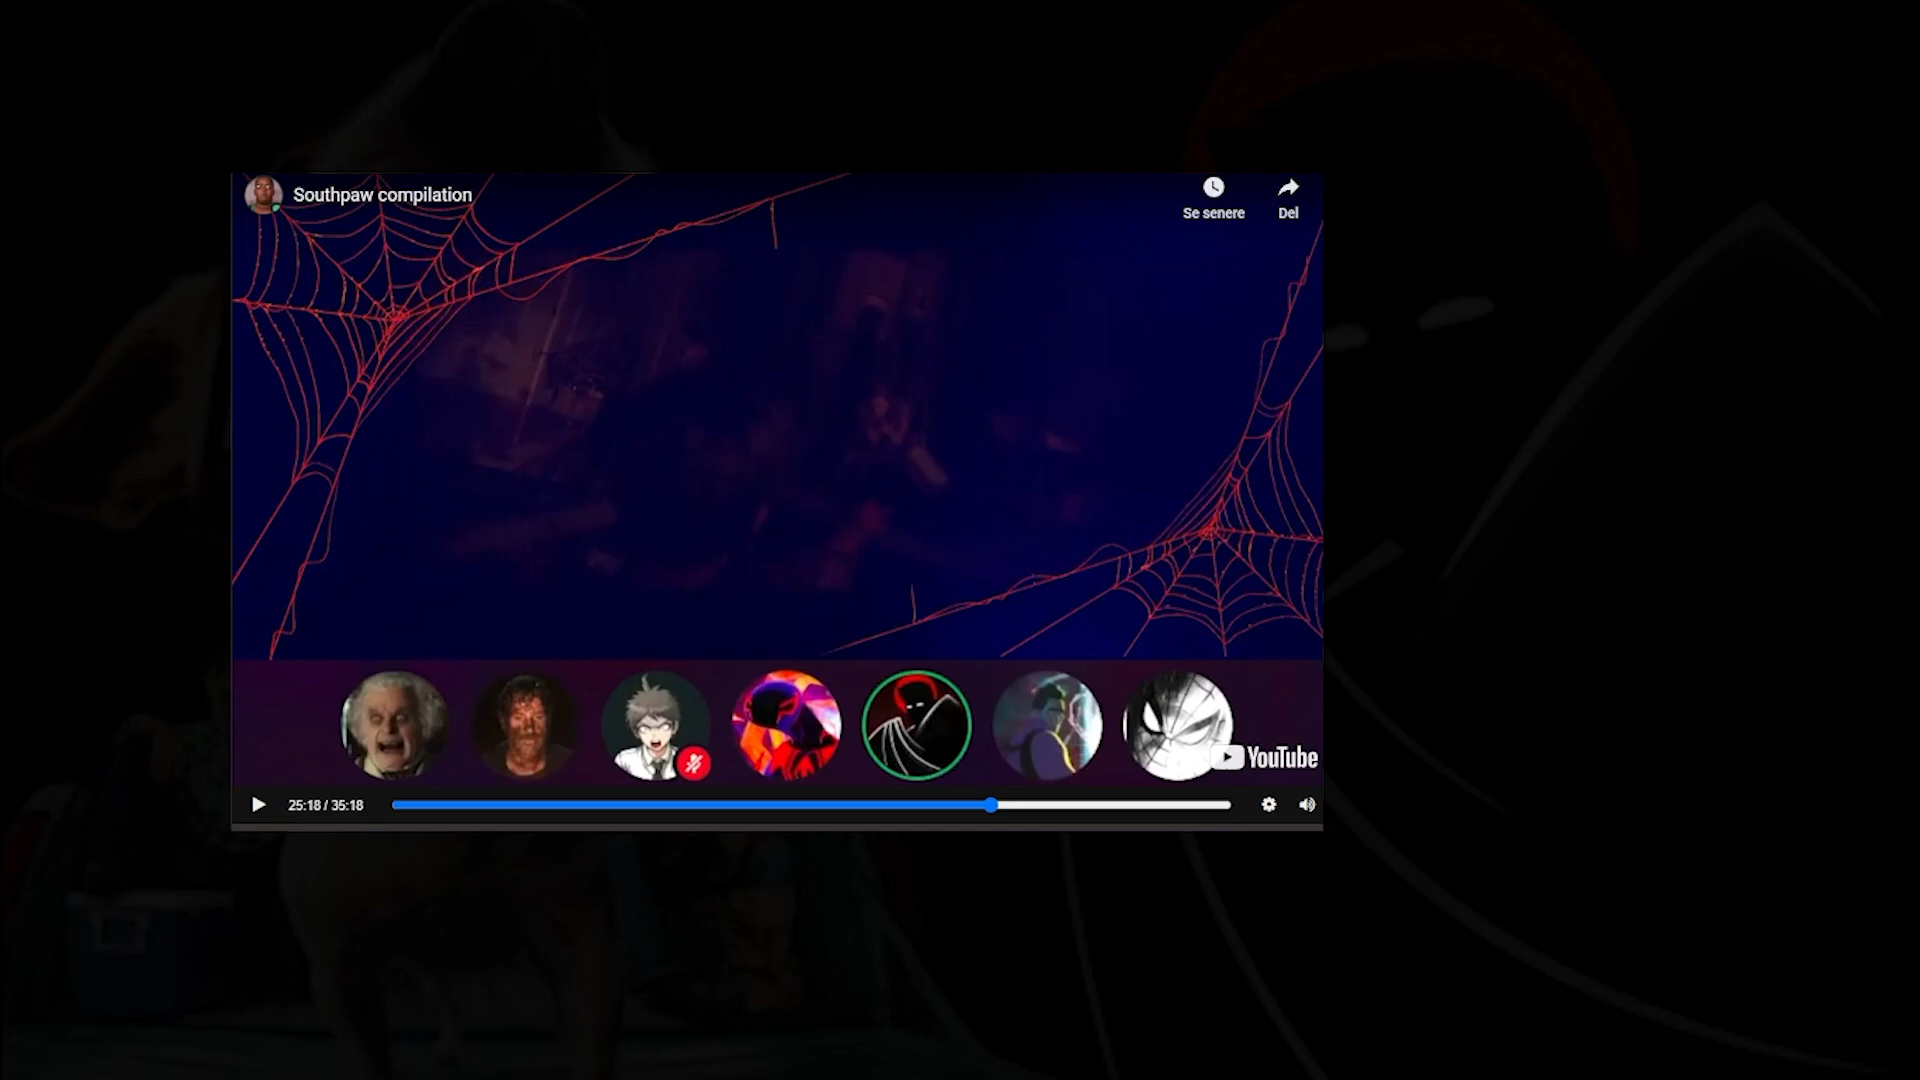 Southpaw compilation
Se senere
Del
YouTube
25:18 / 35:18